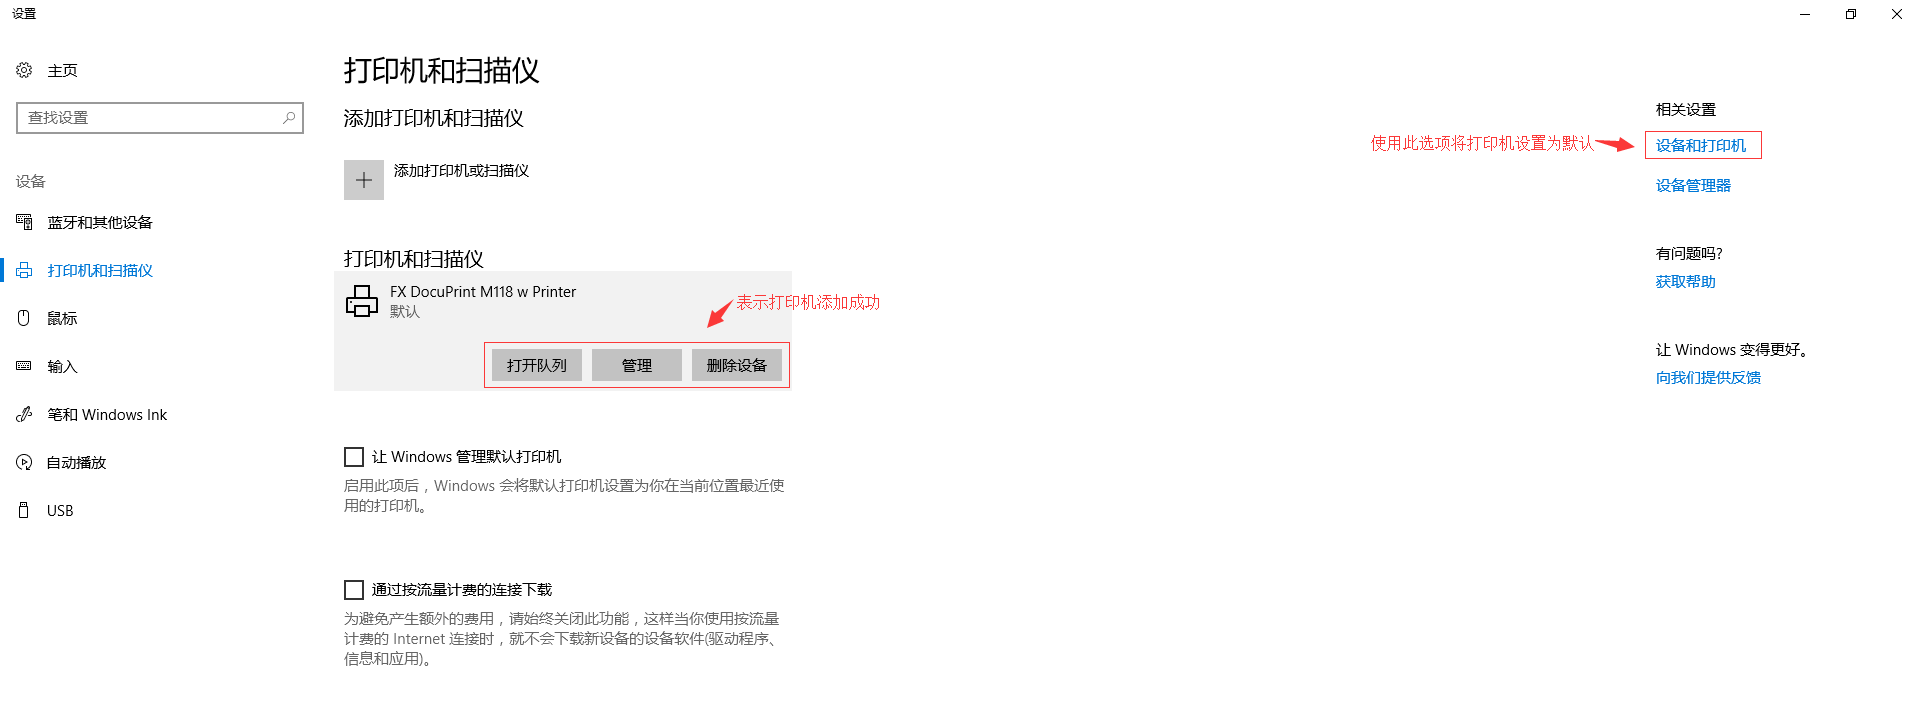 设置
主页
查找设置
设备
蓝牙和其他设备
打印机和扫描仪
鼠标
输入
笔和 Windows Ink
自动播放
USB
打印机和扫描仪
添加打印机和扫描仪
添加打印机或扫描仪
打印机和扫描仪
FX DocuPrint M118 w Printer
默认
表示打印机添加成功
打开队列
管理
删除设备
让 Windows 管理默认打印机
启用此项后，Windows 会将默认打印机设置为你在当前位置最近使
用的打印机。
通过按流量计费的连接下载
为避免产生额外的费用，请始终关闭此功能，这样当你使用按流量
计费的 Internet 连接时，就不会下载新设备的设备软件(驱动程序、
信息和应用)。
相关设置
使用此选项将打印机设置为默认
设备和打印机
设备管理器
有问题吗?
获取帮助
让 Windows 变得更好。
向我们提供反馈